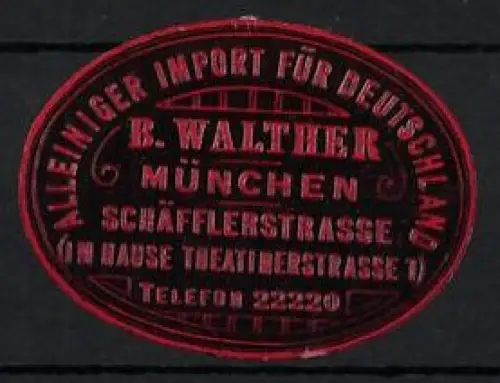 ALLEINIGER IMPORT FÜR DEUTSCHLAND
B. WALTHER
MÜNCHEN
SCHÄFFLERSTRASSE
(IM HAUSE THEATINERSTRASSE 1)
TELEFON 22220